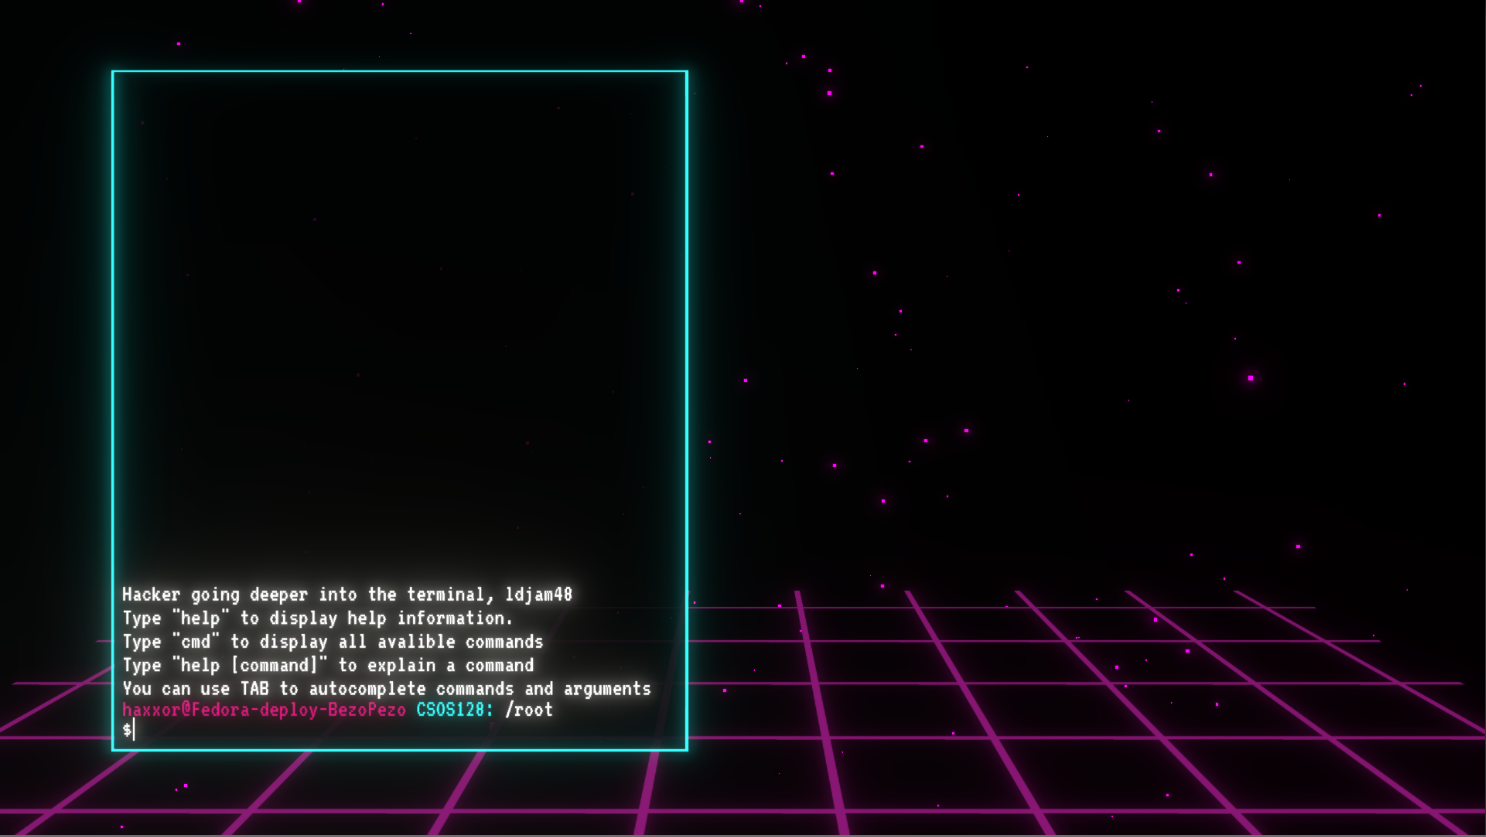 Hacker going deeper into the terminal, ldjam48
Type "help" to display help information.
Type "cmd" to display all avalible commands
Type "help [command]" to explain a command
You can use TAB to autocomplete commands and arguments
haxxor@Fedora-deploy-BezoPezo CSOS128: /root
$